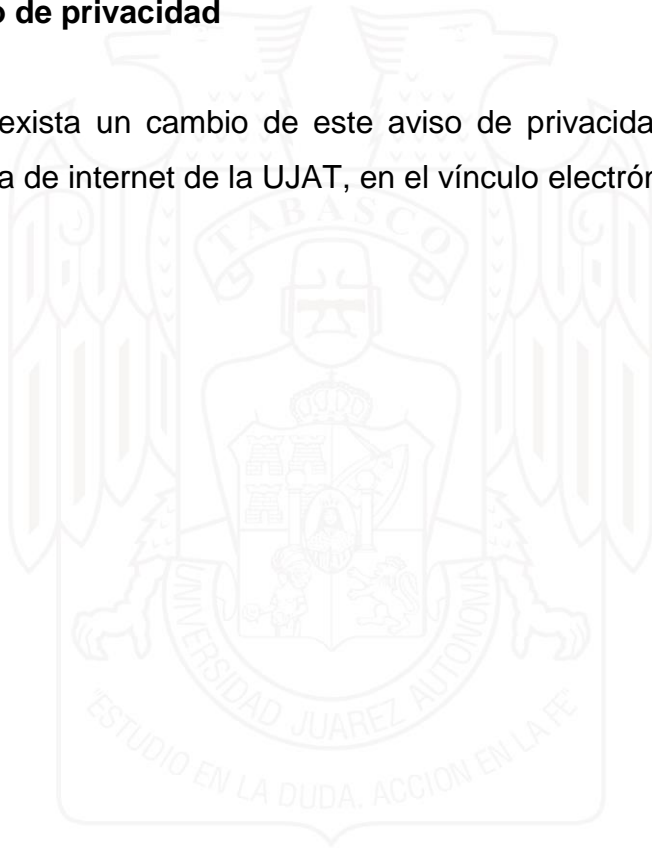 o de privacidad
exista un cambio de este aviso de privacida
a de internet de la UJAT, en el vínculo electrón
TABASCO
UNIVERSIDAD JUAREZ AUTONOMA
"ESTUDIO EN LA DUDA. ACCION EN LA FE"